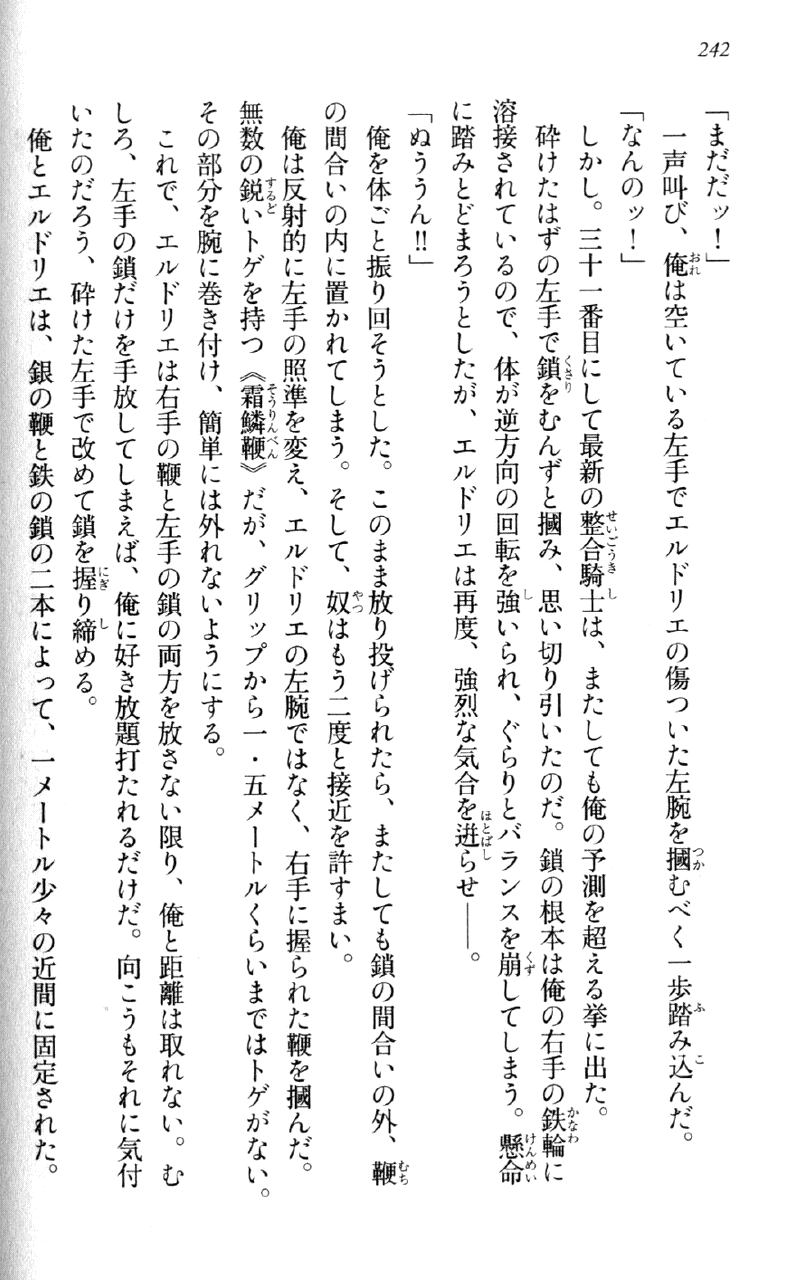 242
「まだだッ！」
一声叫び、俺は空いている左手でエルドリエの傷ついた左腕を摑むべく一歩踏み込んだ。
「なんのッ！」
しかし。三十一番目にして最新の整合騎士は、またしても俺の予測を超える挙に出た。
砕けたはずの左手で鎖をむんずと摑み、思い切り引いたのだ。鎖の根本は俺の右手の鉄輪に
溶接されているので、体が逆方向の回転を強いられ、ぐらりとバランスを崩してしまう。懸命
に踏みとどまろうとしたが、エルドリエは再度、強烈な気合を迸らせ——。
「ぬううん!!」
俺を体ごと振り回そうとした。このまま放り投げられたら、またしても鎖の間合いの外、鞭
の間合いの内に置かれてしまう。そして、奴はもう二度と接近を許すまい。
俺は反射的に左手の照準を変え、エルドリエの左腕ではなく、右手に握られた鞭を摑んだ。
無数の鋭いトゲを持つ《霜鱗鞭》だが、グリップから一・五メートルくらいまではトゲがない。
その部分を腕に巻き付け、簡単には外れないようにする。
これで、エルドリエは右手の鞭と左手の鎖の両方を放さない限り、俺と距離は取れない。む
しろ、左手の鎖だけを手放してしまえば、俺に好き放題打たれるだけだ。向こうもそれに気付
いたのだろう、砕けた左手で改めて鎖を握り締める。
俺とエルドリエは、銀の鞭と鉄の鎖の二本によって、一メートル少々の近間に固定された。